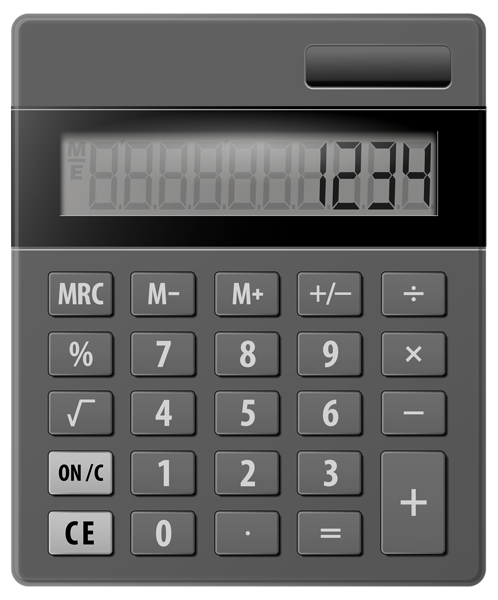 M
E
1234
MRC M− M+ +/− ÷
% 7 8 9 ×
√ 4 5 6 −
ON/C 1 2 3 +
CE 0 · =